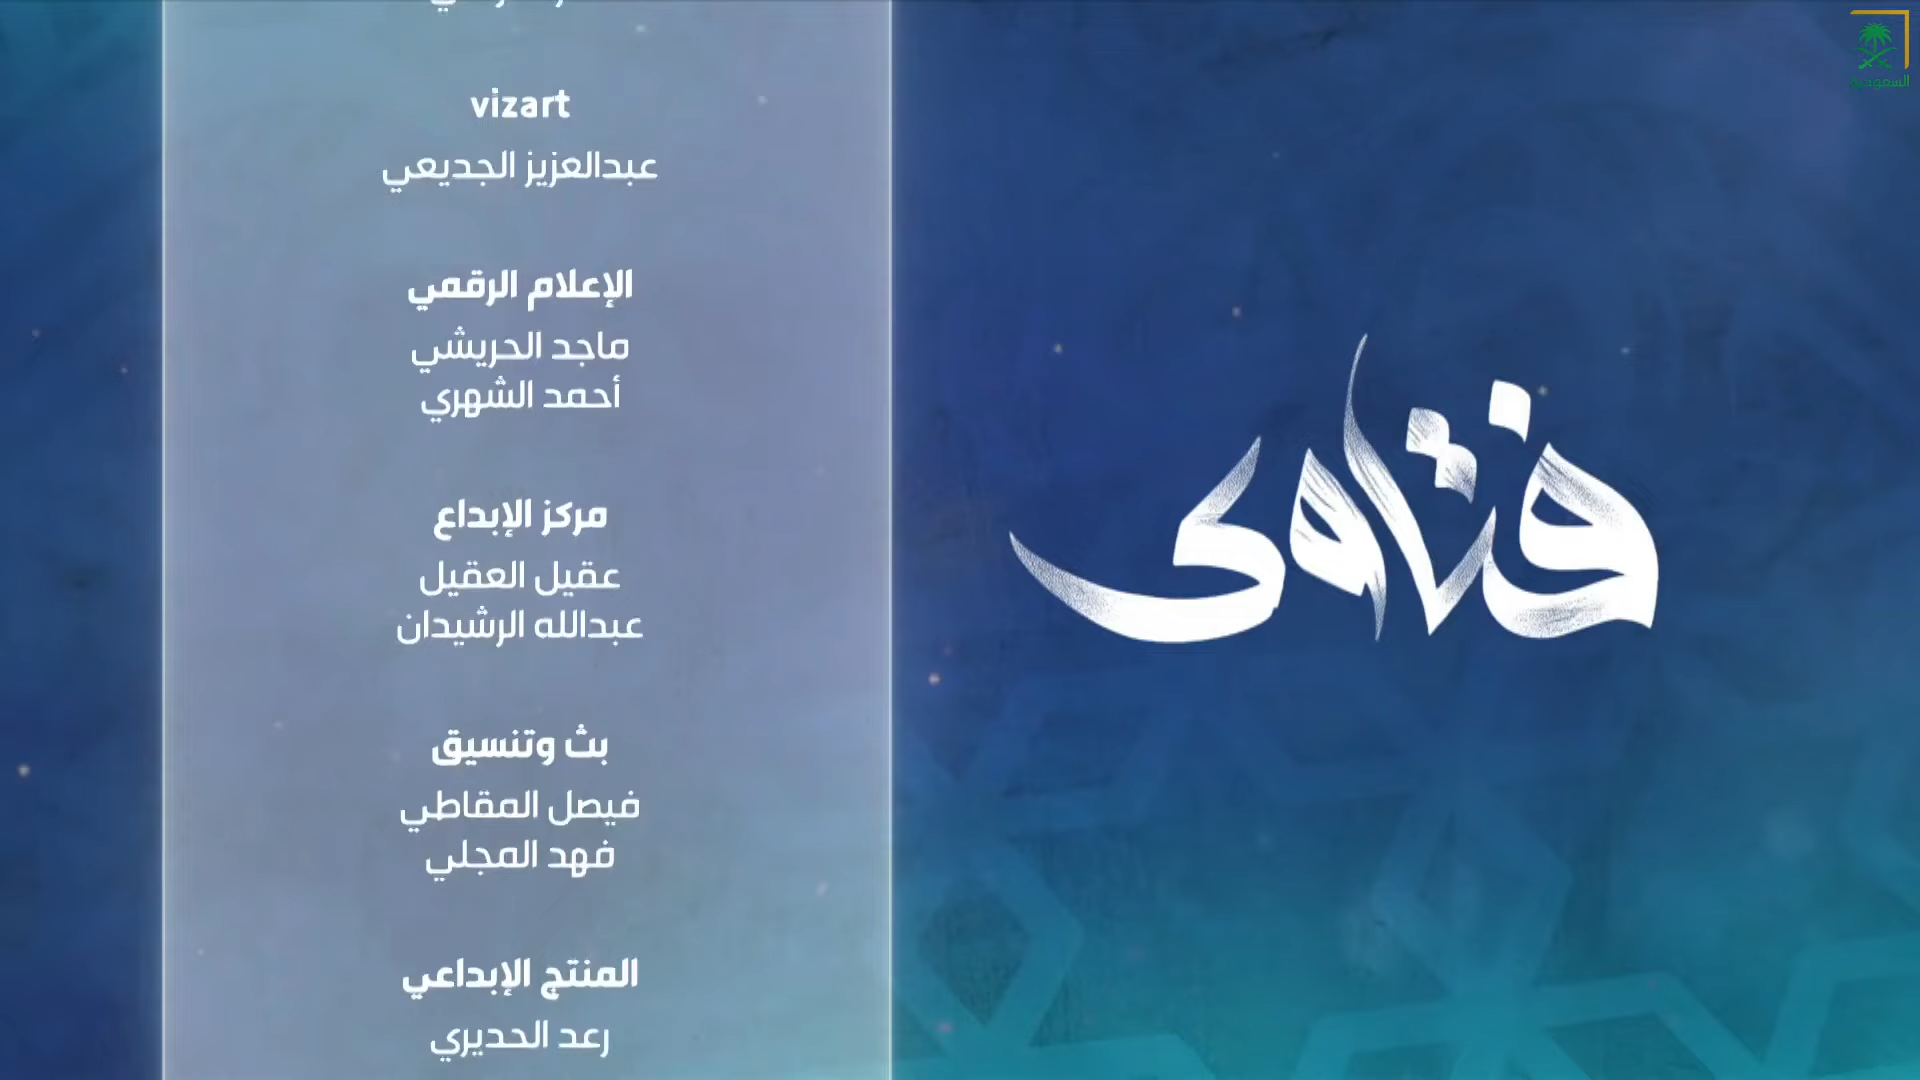 vizart
عبدالعزيز الجديعي
الإعلام الرقمي
ماجد الحريشي
أحمد الشهري
مركز الإبداع
عقيل العقيل
عبدالله الرشيدان
بث وتنسيق
فيصل المقاطي
فهد المجلي
المنتج الإبداعي
رعد الحديري
فتاوى
السعودية